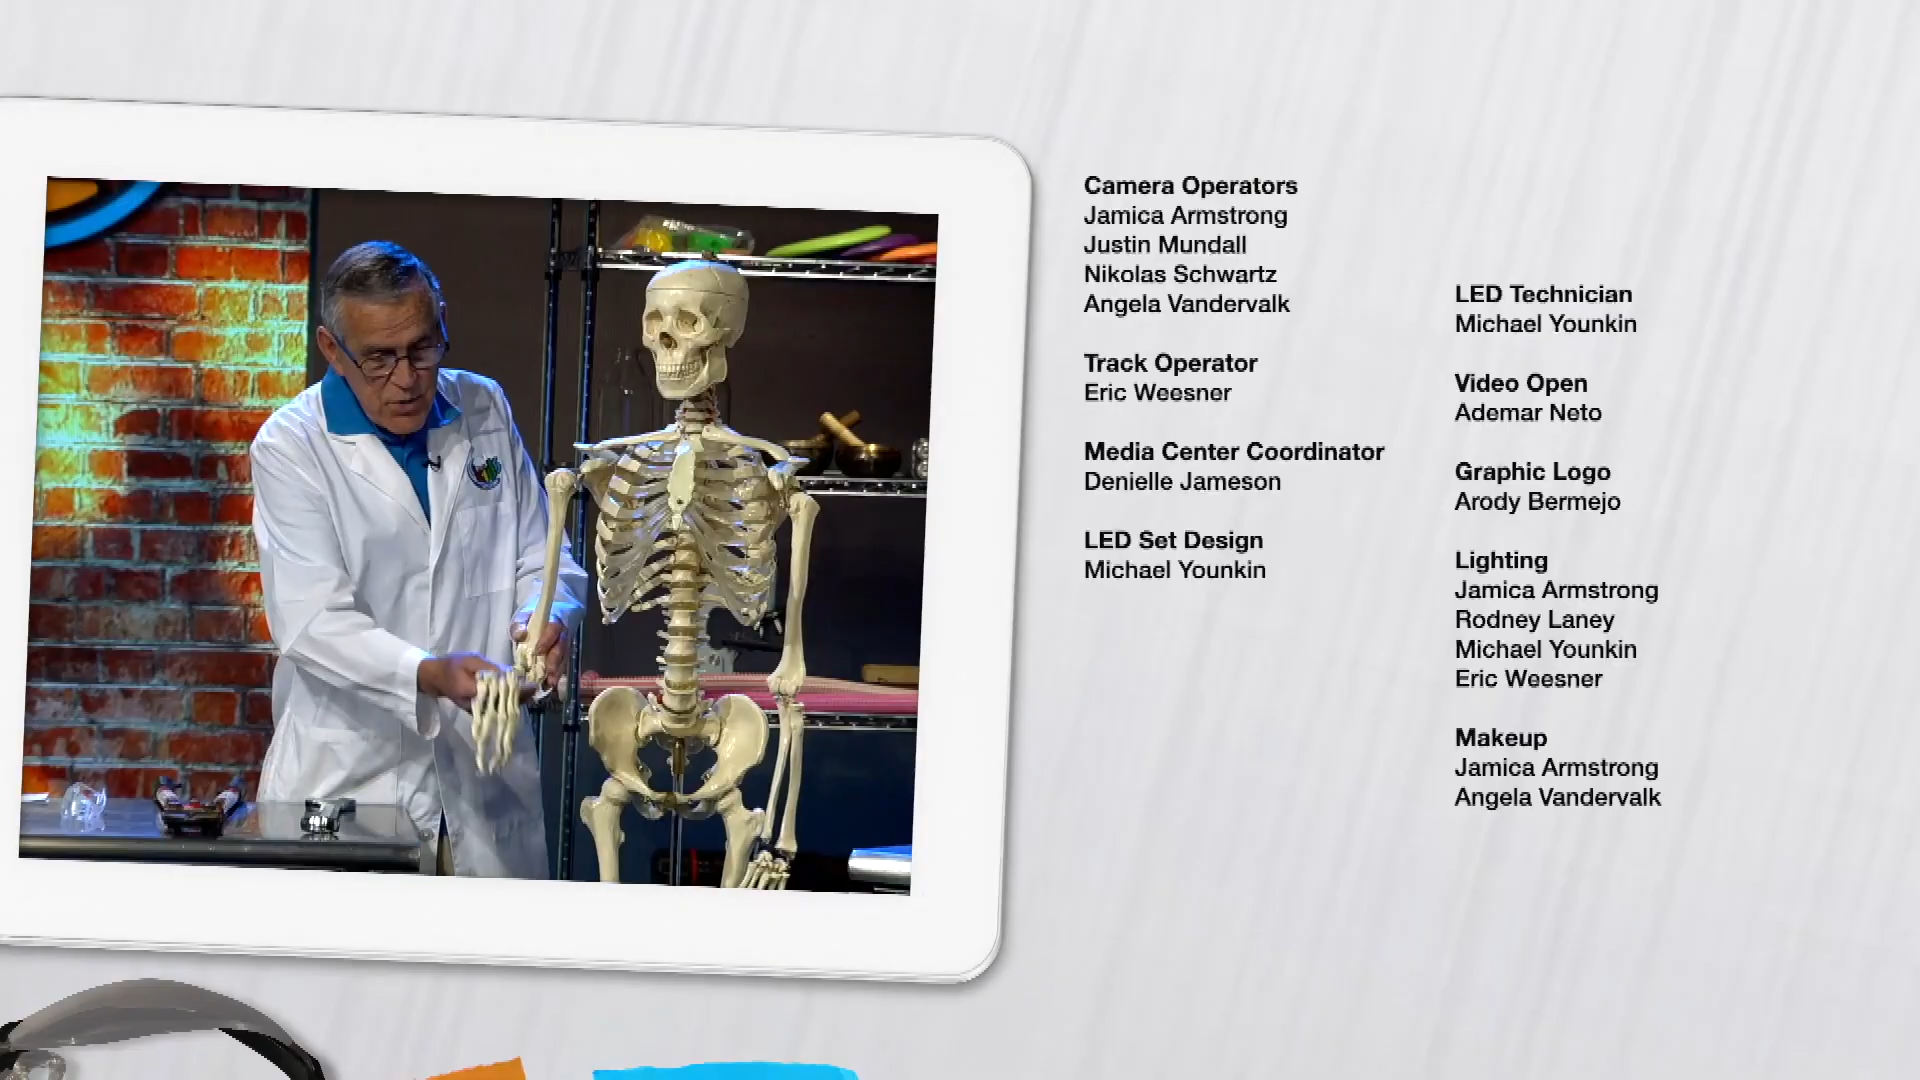 Camera Operators
Jamica Armstrong
Justin Mundall
Nikolas Schwartz
Angela Vandervalk
Track Operator
Eric Weesner
Media Center Coordinator
Denielle Jameson
LED Set Design
Michael Younkin
LED Technician
Michael Younkin
Video Open
Ademar Neto
Graphic Logo
Arody Bermejo
Lighting
Jamica Armstrong
Rodney Laney
Michael Younkin
Eric Weesner
Makeup
Jamica Armstrong
Angela Vandervalk